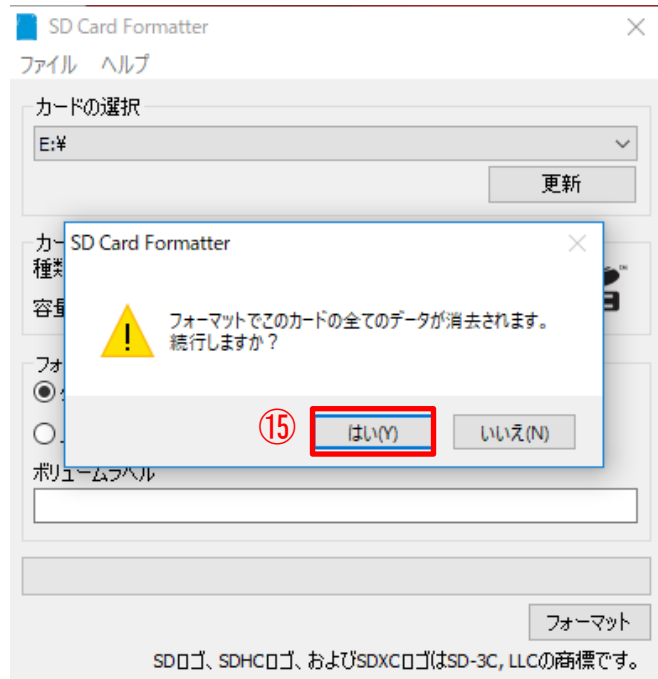 SD Card Formatter
ファイル ヘルプ
カードの選択
E:¥
更新
SD Card Formatter
種
容
フォーマットでこのカードの全てのデータが消去されます。
続行しますか？
フォ
⑮ はい(Y) いいえ(N)
ボリュームラベル
フォーマット
SDロゴ、SDHCロゴ、およびSDXCロゴはSD-3C, LLCの商標です。